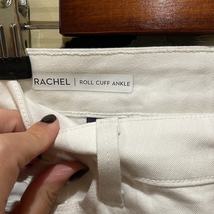 RACHEL | ROLL CUFF ANKLE